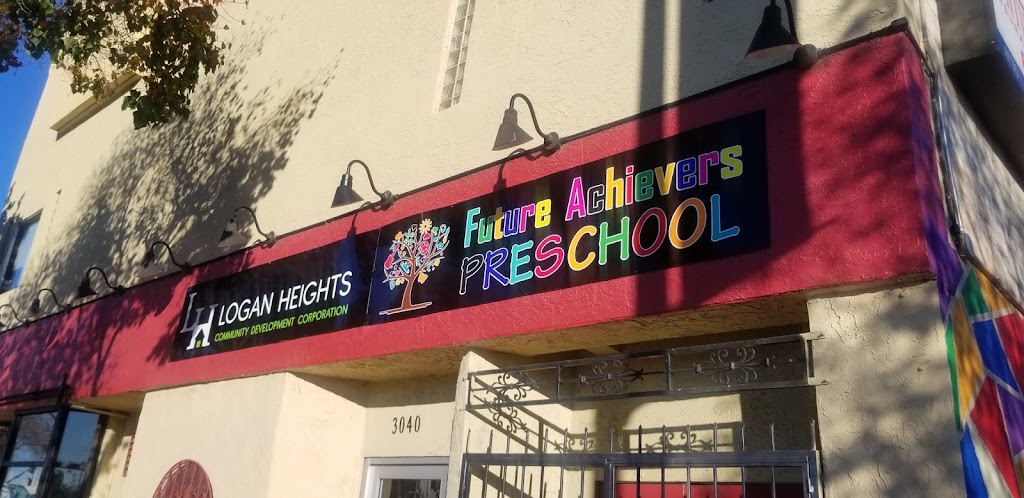 LH LOGAN HEIGHTS
COMMUNITY DEVELOPMENT CORPORATION
Future Achievers
PRESCHOOL
3040